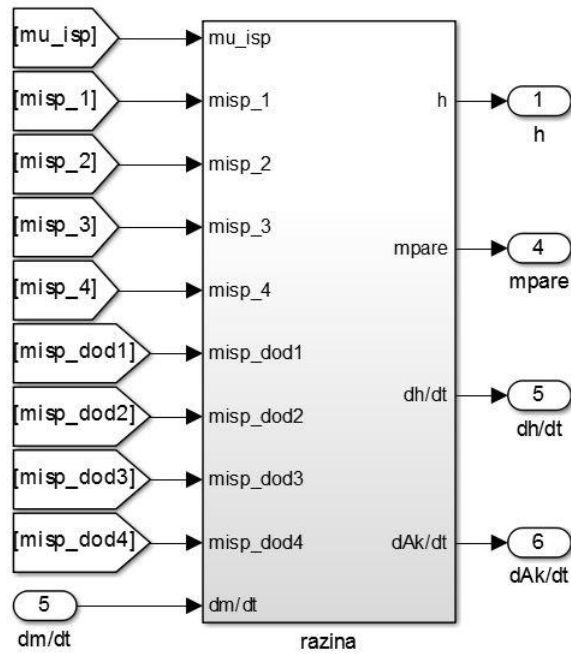 [mu_isp]
mu_isp
[misp_1]
misp_1
h
1
h
[misp_2]
misp_2
[misp_3]
misp_3
mpare
4
mpare
[misp_4]
misp_4
[misp_dod1]
misp_dod1
dh/dt
5
dh/dt
[misp_dod2]
misp_dod2
[misp_dod3]
misp_dod3
[misp_dod4]
misp_dod4
dAk/dt
6
dAk/dt
5
dm/dt
dm/dt
razina